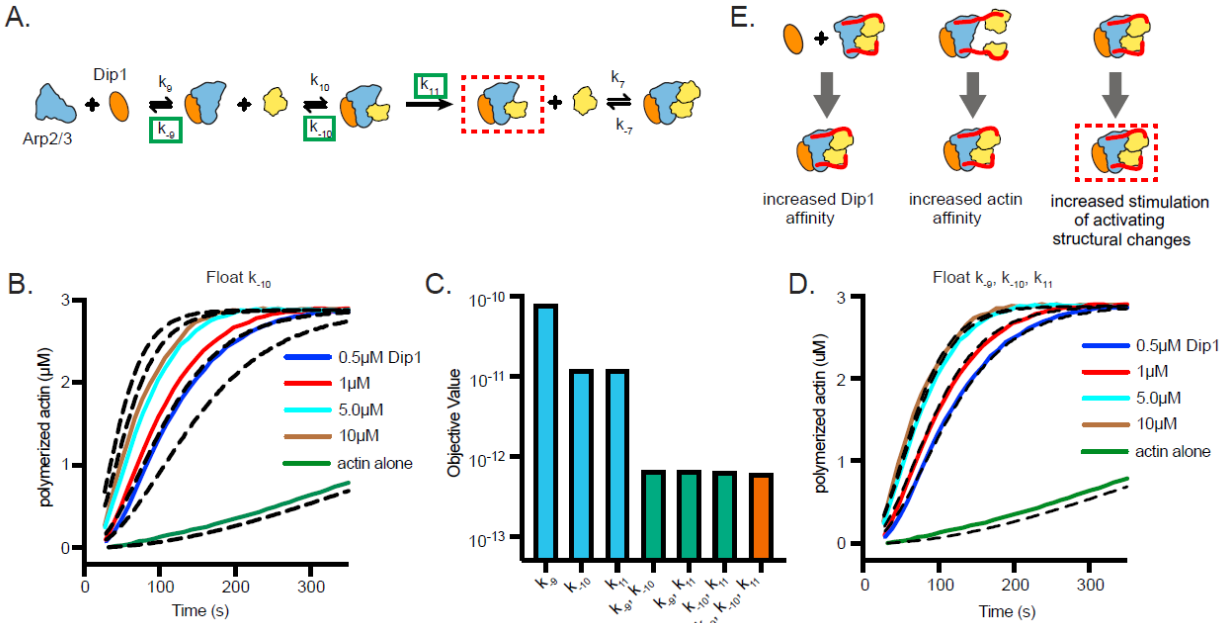 A.
Dip1
Arp2/3
+
k9
k-9
+
k10
k-10
k11
+
k7
k-7
E.
+
increased Dip1
affinity
increased actin
affinity
increased stimulation
of activating
structural changes
B.
Float k-10
polymerized actin (µM)
3
2
1
0
0.5µM Dip1
1µM
5.0µM
10µM
actin alone
0
100
200
300
Time (s)
C.
Objective Value
10-10
10-11
10-12
10-13
k-9
k-10
k11
k-9, k-10
k-9, k11
k-10, k11
k-10, k11
D.
Float k-9, k-10, k11
polymerized actin (uM)
3
2
1
0
0.5µM Dip1
1µM
5.0µM
10µM
actin alone
0
100
200
300
Time (s)